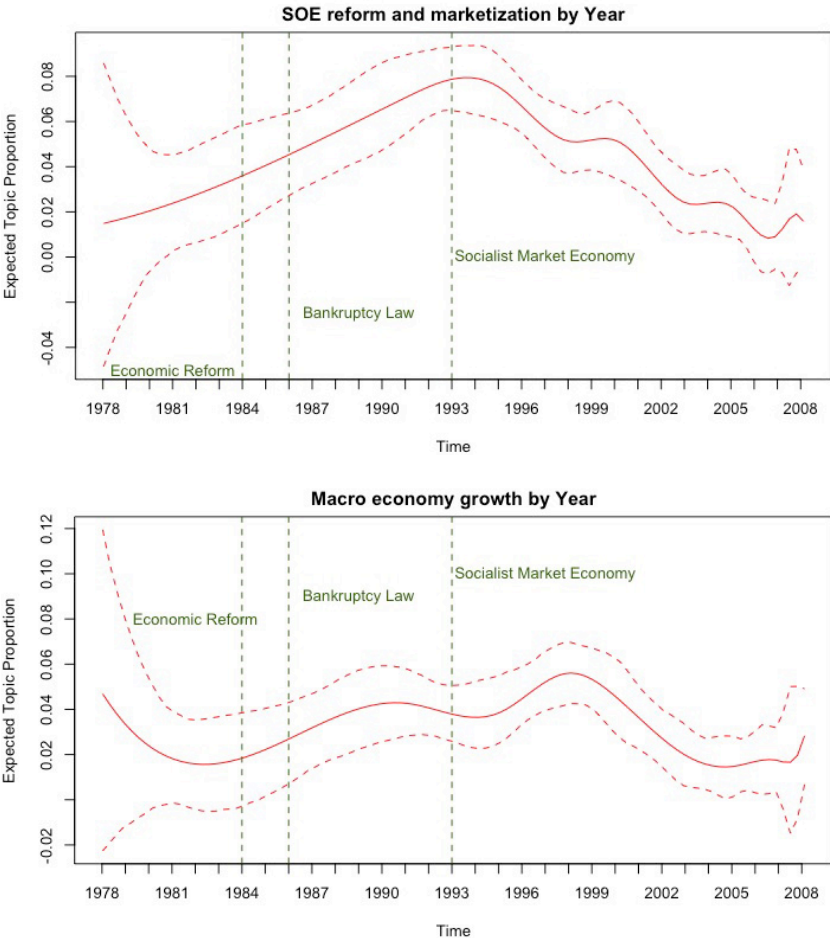 SOE reform and marketization by Year
Expected Topic Proportion
0.08
0.06
0.04
0.02
0.00
-0.04
Socialist Market Economy
Bankruptcy Law
Economic Reform
1978 1981 1984 1987 1990 1993 1996 1999 2002 2005 2008
Time
Macro economy growth by Year
Expected Topic Proportion
0.12
0.10
0.08
0.06
0.04
0.02
-0.02
Socialist Market Economy
Bankruptcy Law
Economic Reform
1978 1981 1984 1987 1990 1993 1996 1999 2002 2005 2008
Time